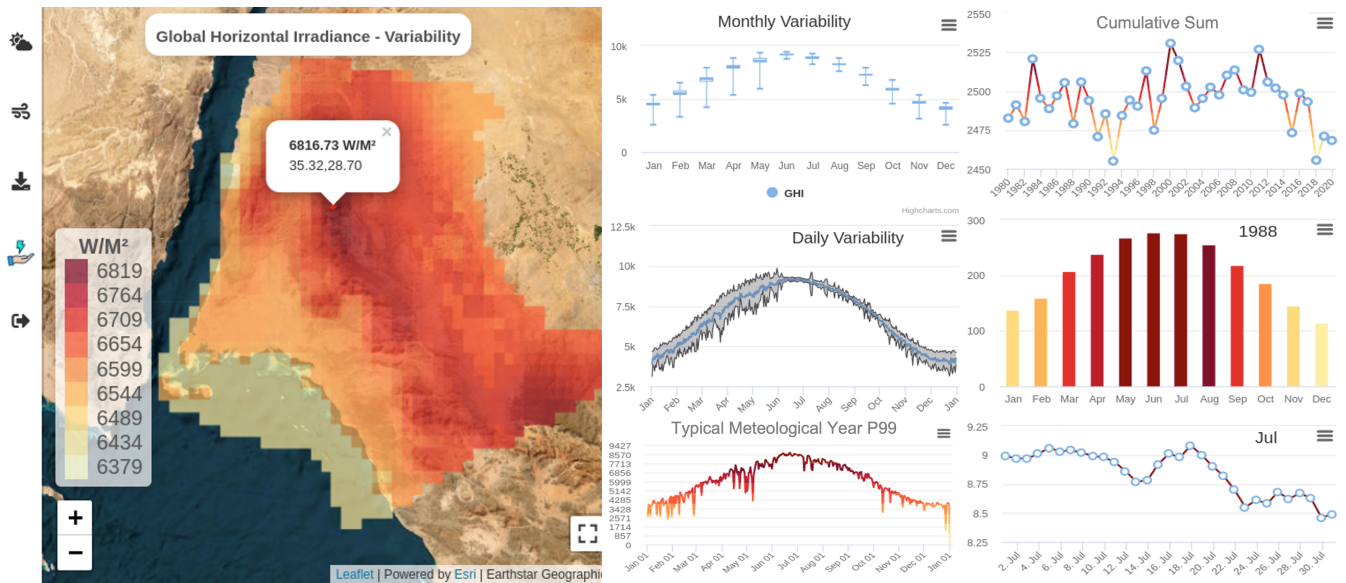 Global Horizontal Irradiance - Variability
×
6816.73 W/M²
35.32,28.70
W/M²
6819
6764
6709
6654
6599
6544
6489
6434
6379
+
−
Leaflet | Powered by Esri | Earthstar Geographic
Monthly Variability
10k
5k
0
Jan Feb Mar Apr May Jun Jul Aug Sep Oct Nov Dec
GHI
Highcharts.com
Daily Variability
12.5k
10k
7.5k
5k
2.5k
Jan Feb Mar Apr May Jun Jul Aug Sep Oct Nov Dec Jan
Typical Meteological Year P99
9427
8570
7713
6856
5999
5142
4285
3428
2571
1714
857
0
Jan 01 Feb 01 Mar 01 Apr 01 May 01 Jun 01 Jul 01 Aug 01 Sep 01 Oct 01 Nov 01 Dec 01 Jan 01
Cumulative Sum
2550
2525
2500
2475
2450
1980 1982 1984 1986 1988 1990 1992 1994 1996 1998 2000 2002 2004 2006 2008 2010 2012 2014 2016 2018 2020
1988
300
200
100
0
Jan Feb Mar Apr May Jun Jul Aug Sep Oct Nov Dec
Jul
9.25
9
8.75
8.5
8.25
2. Jul 4. Jul 6. Jul 8. Jul 10. Jul 12. Jul 14. Jul 16. Jul 18. Jul 20. Jul 22. Jul 24. Jul 26. Jul 28. Jul 30. Jul